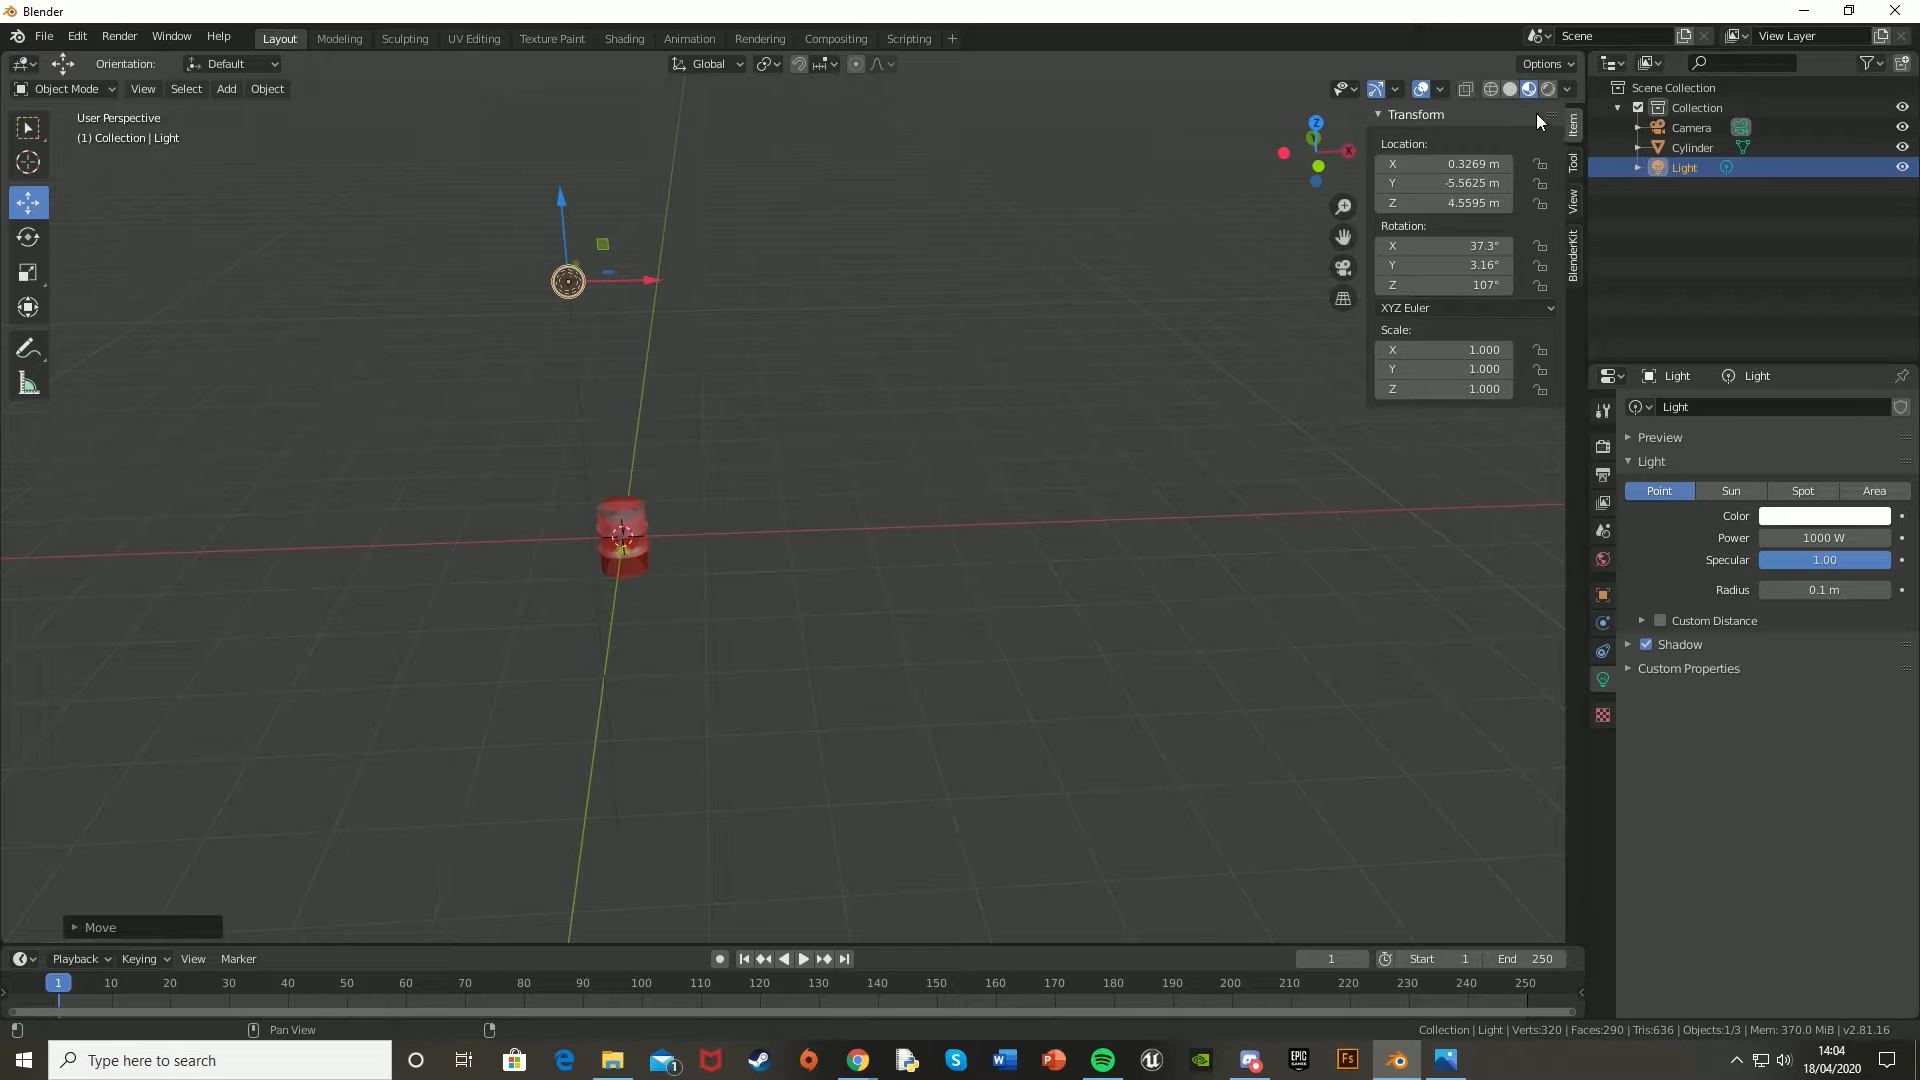 Blender
File Edit Render Window Help
Layout Modeling Sculpting UV Editing Texture Paint Shading Animation Rendering Compositing Scripting +
Scene
View Layer
Orientation: Default
Global
Options
Object Mode View Select Add Object
User Perspective
(1) Collection | Light
Z
Y
X
Transform
Location:
X 0.3269 m
Y -5.5625 m
Z 4.5595 m
Rotation:
X 37.3°
Y 3.16°
Z 107°
XYZ Euler
Scale:
X 1.000
Y 1.000
Z 1.000
Item
Tool
View
BlenderKit
Scene Collection
Collection
Camera
Cylinder
Light
Light Light
Light
Preview
Light
Point Sun Spot Area
Color
Power 1000 W
Specular 1.00
Radius 0.1 m
Custom Distance
Shadow
Custom Properties
Move
Playback Keying View Marker
1 Start 1 End 250
1 10 20 30 40 50 60 70 80 90 100 110 120 130 140 150 160 170 180 190 200 210 220 230 240 250
Pan View
Collection | Light | Verts:320 | Faces:290 | Tris:636 | Objects:1/3 | Mem: 370.0 MiB | v2.81.16
Type here to search
1
EPIC GAMES
Fs
14:04
18/04/2020